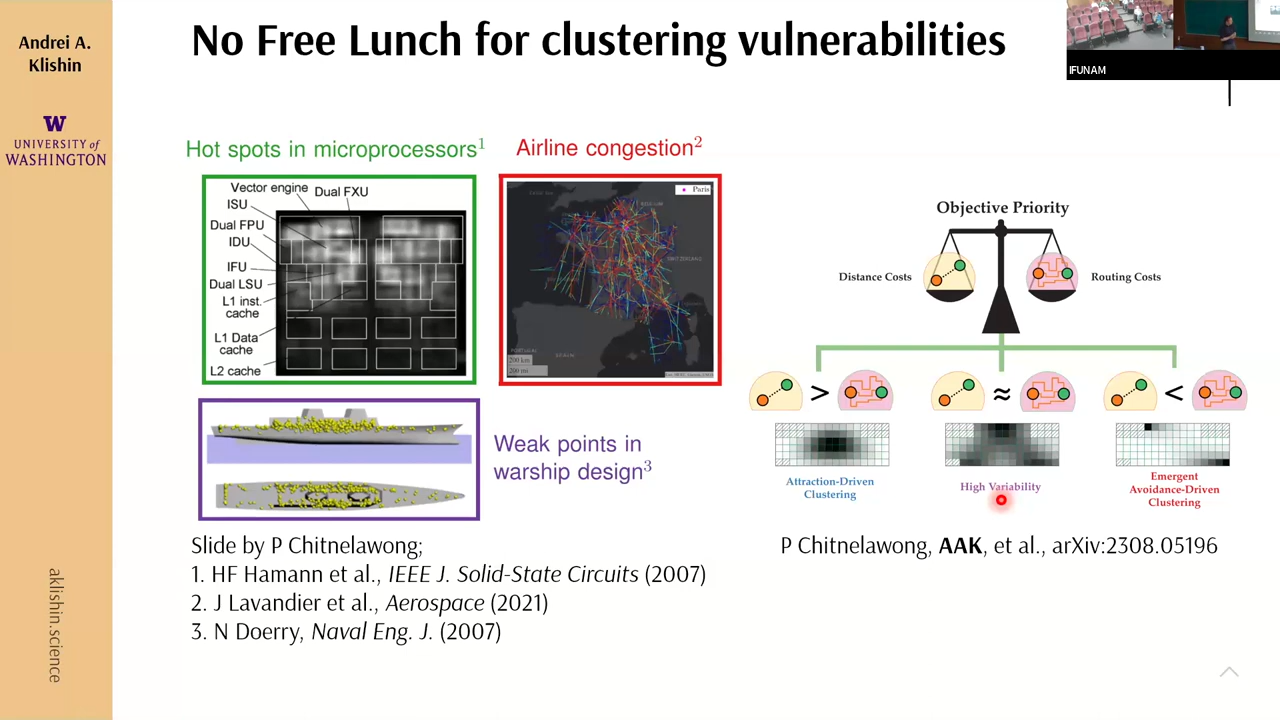 Andrei A.
Klishin
W
UNIVERSITY of
WASHINGTON
aklishin.science
No Free Lunch for clustering vulnerabilities
IFUNAM
Hot spots in microprocessors1
Vector engine
Dual FXU
ISU
Dual FPU
IDU
IFU
Dual LSU
L1 inst.
cache
L1 Data
cache
L2 cache
Airline congestion2
Paris
200 km
200 mi
Weak points in
warship design3
Slide by P Chitnelawong;
1. HF Hamann et al., IEEE J. Solid-State Circuits (2007)
2. J Lavandier et al., Aerospace (2021)
3. N Doerry, Naval Eng. J. (2007)
Objective Priority
Distance Costs
Routing Costs
> ≈ <
Attraction-Driven
Clustering
High Variability
Emergent
Avoidance-Driven
Clustering
P Chitnelawong, AAK, et al., arXiv:2308.05196